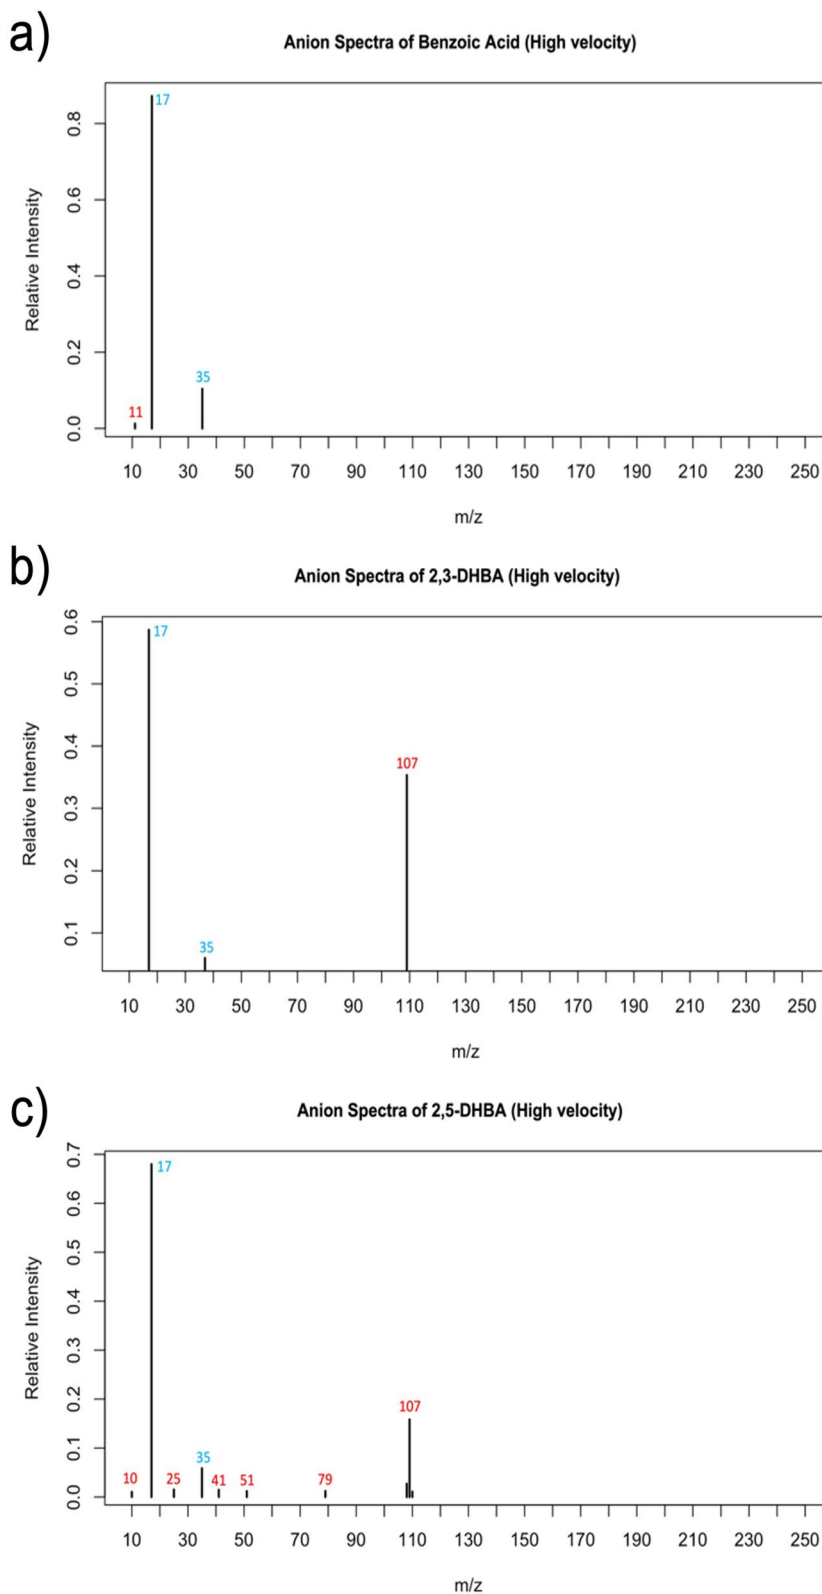 a)
Anion Spectra of Benzoic Acid (High velocity)
Relative Intensity
0.8
0.6
0.4
0.2
0.0
17
35
11
10 30 50 70 90 110 130 150 170 190 210 230 250
m/z
b)
Anion Spectra of 2,3-DHBA (High velocity)
Relative Intensity
0.6
0.5
0.4
0.3
0.2
0.1
17
107
35
10 30 50 70 90 110 130 150 170 190 210 230 250
m/z
c)
Anion Spectra of 2,5-DHBA (High velocity)
Relative Intensity
0.7
0.6
0.5
0.4
0.3
0.2
0.1
0.0
17
107
35
10 25 41 51 79
10 30 50 70 90 110 130 150 170 190 210 230 250
m/z